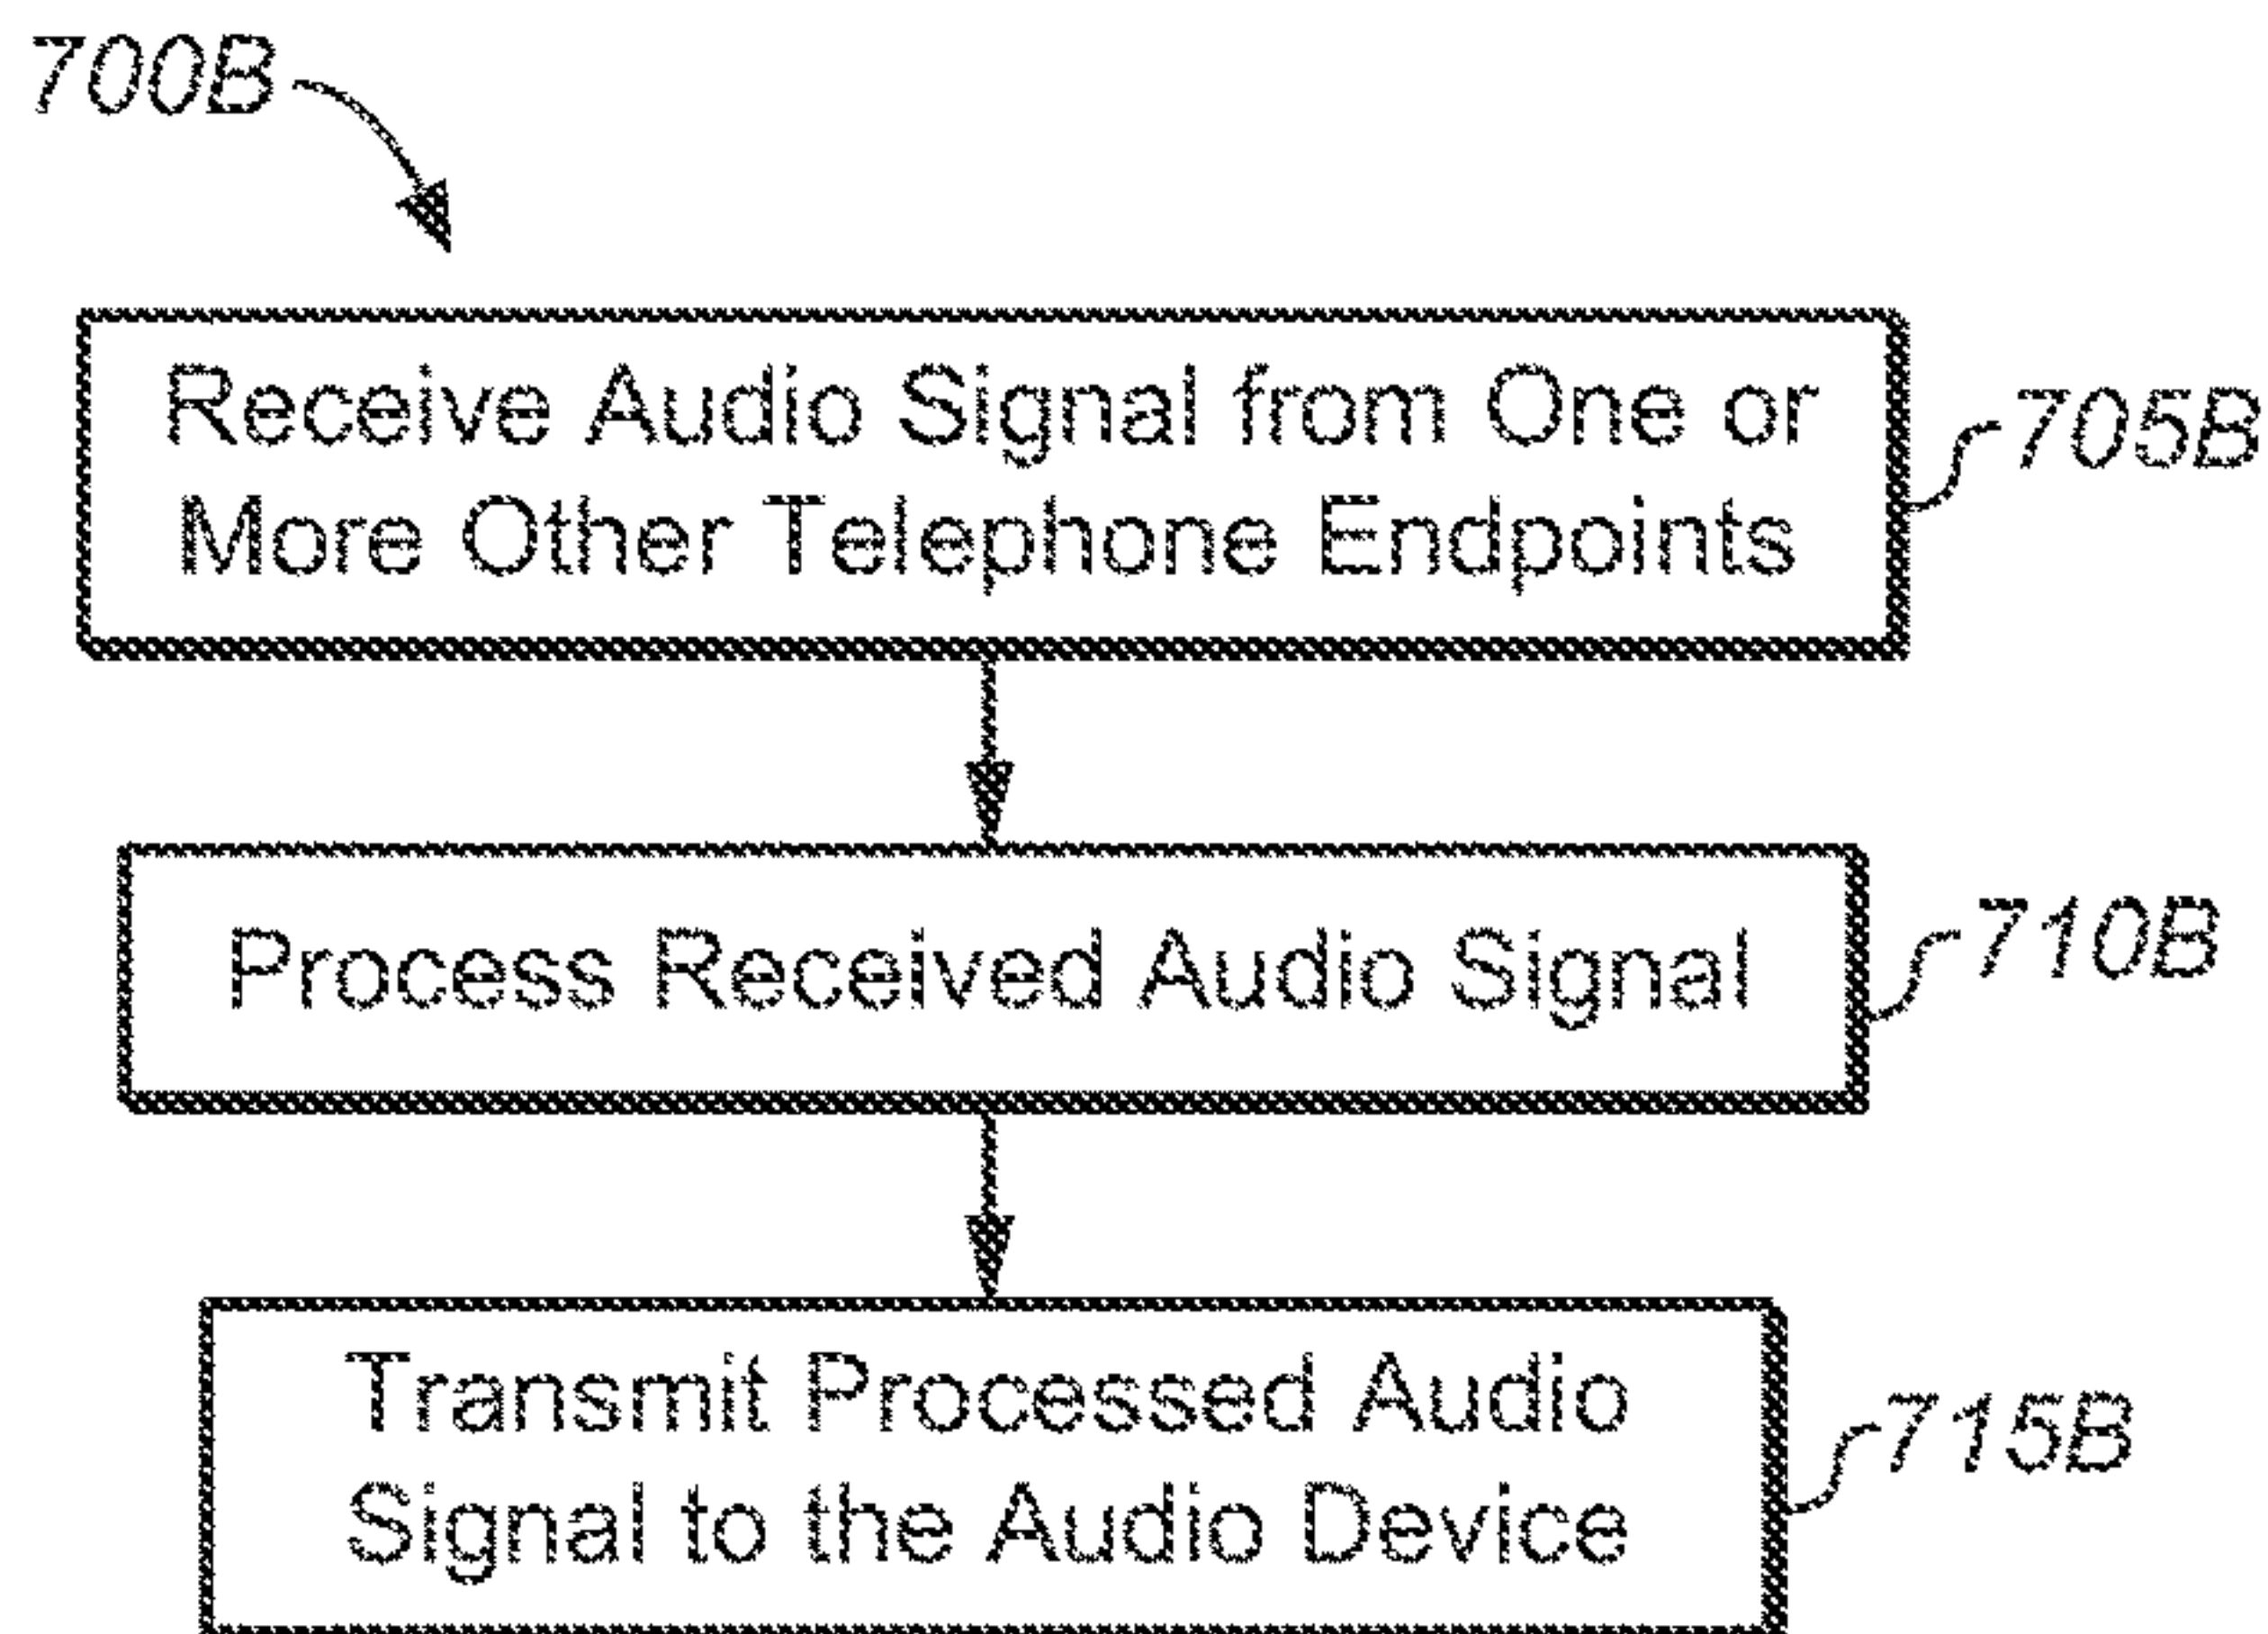 700B
Receive Audio Signal from One or
More Other Telephone Endpoints
705B
Process Received Audio Signal
710B
Transmit Processed Audio
Signal to the Audio Device
715B